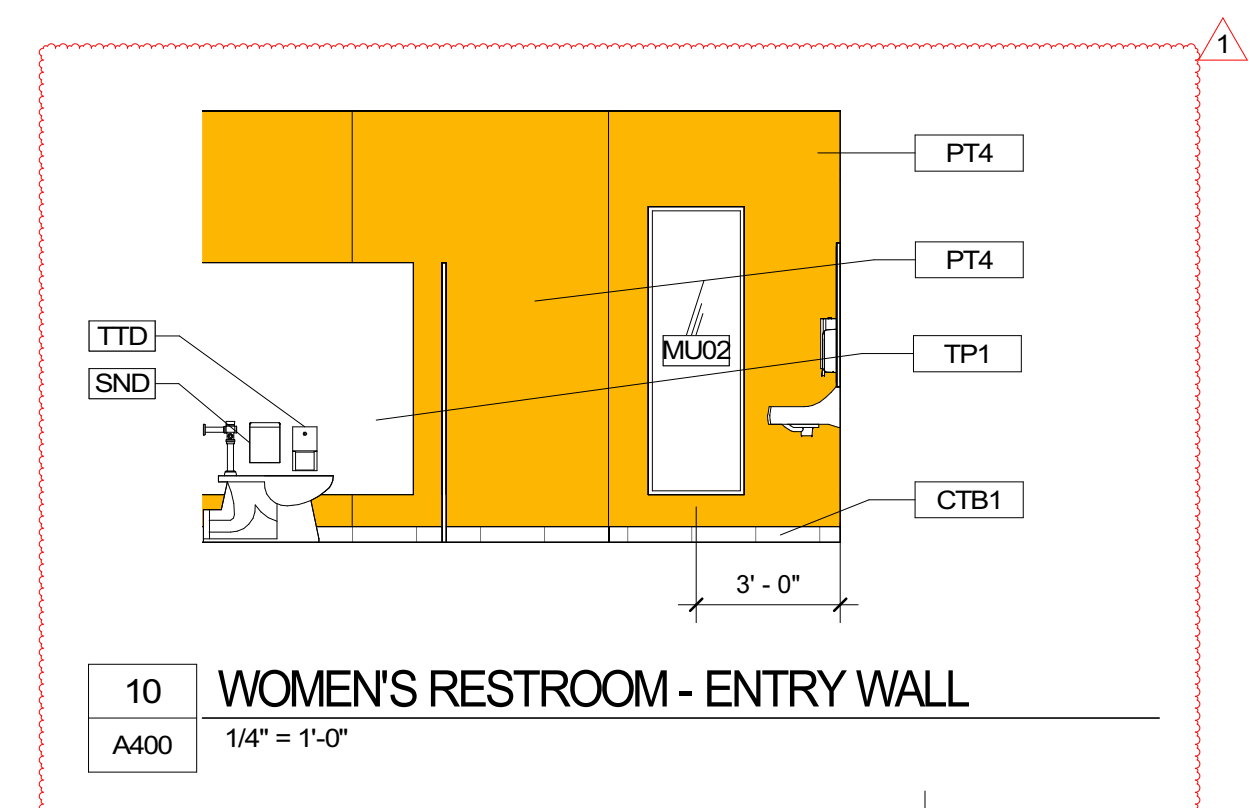 1
PT4
PT4
TTD
MU02
TP1
SND
CTB1
3' - 0"
10
WOMEN'S RESTROOM - ENTRY WALL
A400
1/4" = 1'-0"